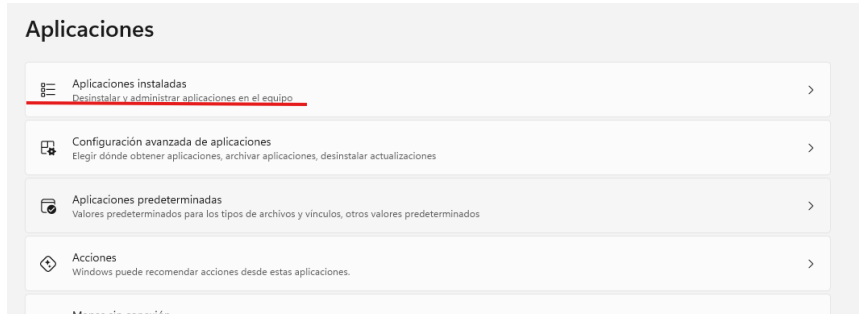 Aplicaciones
Aplicaciones instaladas
Desinstalar y administrar aplicaciones en el equipo
Configuración avanzada de aplicaciones
Elegir dónde obtener aplicaciones, archivar aplicaciones, desinstalar actualizaciones
Aplicaciones predeterminadas
Valores predeterminados para los tipos de archivos y vínculos, otros valores predeterminados
Acciones
Windows puede recomendar acciones desde estas aplicaciones.